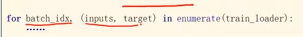 for batch_idx, (inputs, target) in enumerate(train_loader):
......